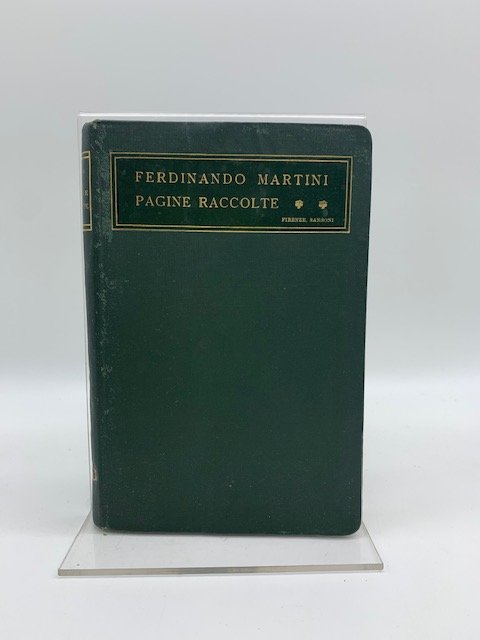 FERDINANDO MARTINI
PAGINE RACCOLTE
FIRENZE, SANSONI